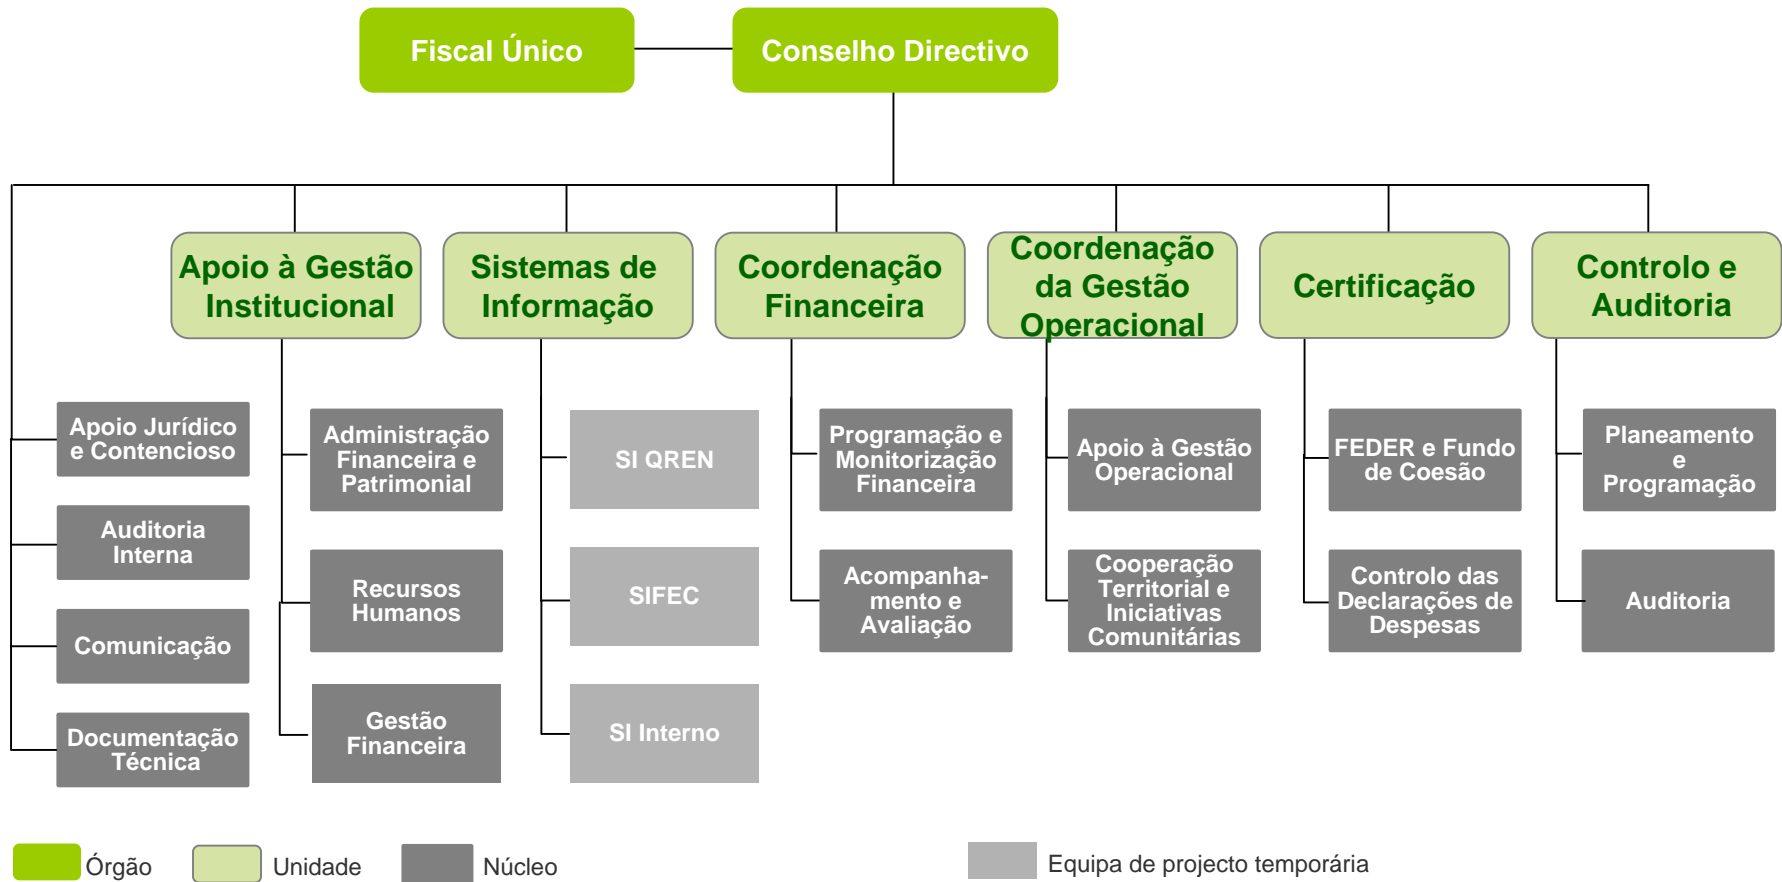 Fiscal Único
Conselho Directivo
Apoio à Gestão
Institucional
Sistemas de
Informação
Coordenação
Financeira
Coordenação
da Gestão
Operacional
Certificação
Controlo e
Auditoria
Apoio Jurídico
e Contencioso
Auditoria
Interna
Comunicação
Documentação
Técnica
Administração
Financeira e
Patrimonial
Recursos
Humanos
Gestão
Financeira
SI QREN
SIFEC
SI Interno
Programação e
Monitorização
Financeira
Acompanha-
mento e
Avaliação
Apoio à Gestão
Operacional
Cooperação
Territorial e
Iniciativas
Comunitárias
FEDER e Fundo
de Coesão
Controlo das
Declarações de
Despesas
Planeamento
e
Programação
Auditoria
Órgão
Unidade
Núcleo
Equipa de projecto temporária